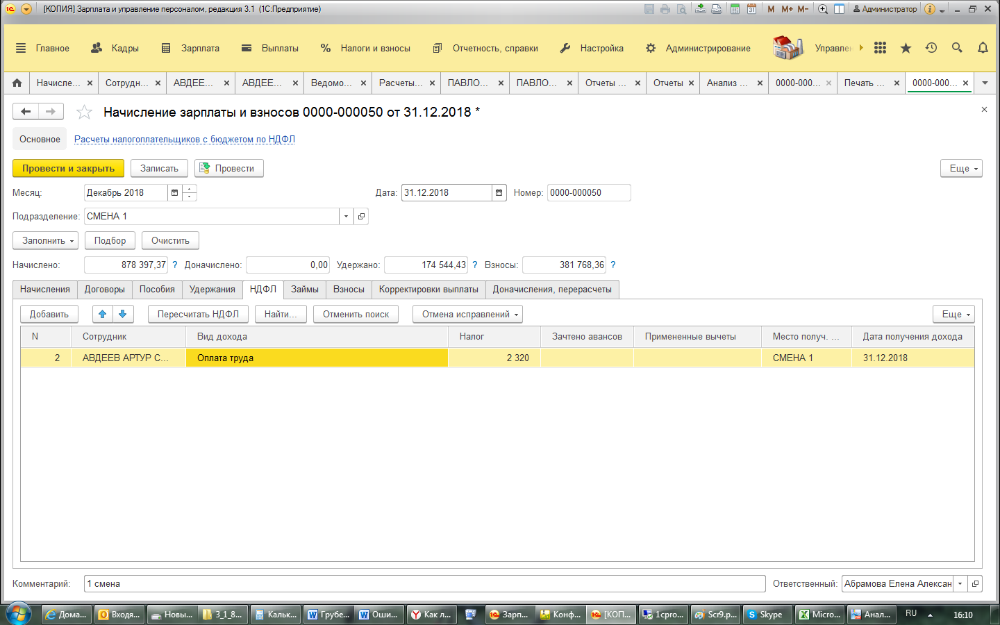 [КОПИЯ] Зарплата и управление персоналом, редакция 3.1 (1С:Предприятие)
M M+ M-
Администратор
Главное Кадры Зарплата Выплаты Налоги и взносы Отчетность, справки Настройка Администрирование Управлен
Начисле... Сотрудн... АВДЕЕ... АВДЕЕ... Ведомо... Расчеты... ПАВЛО... ПАВЛО... Отчеты ... Отчеты Анализ ... 0000-000... Печать ... 0000-000...
Начисление зарплаты и взносов 0000-000050 от 31.12.2018 *
Основное Расчеты налогоплательщиков с бюджетом по НДФЛ
Провести и закрыть Записать Провести Еще
Месяц: Декабрь 2018 Дата: 31.12.2018 Номер: 0000-000050
Подразделение: СМЕНА 1
Заполнить Подбор Очистить
Начислено: 878 397,37 ? Доначислено: 0,00 Удержано: 174 544,43 ? Взносы: 381 768,36 ?
Начисления Договоры Пособия Удержания НДФЛ Займы Взносы Корректировки выплаты Доначисления, перерасчеты
Добавить Пересчитать НДФЛ Найти... Отменить поиск Отмена исправлений Еще
N Сотрудник Вид дохода Налог Зачтено авансов Примененные вычеты Место получ. ... Дата получения дохода
2 АВДЕЕВ АРТУР С... Оплата труда 2 320 СМЕНА 1 31.12.2018
Комментарий: 1 смена Ответственный: Абрамова Елена Алексан
Дома... Входя... Новы... 3_1_8... Кальк... Грубе... Оши... Как л... Зарп... Конф... [КОП... 1cpro... Scr9.p... Skype Micro... Анал... RU 16:10